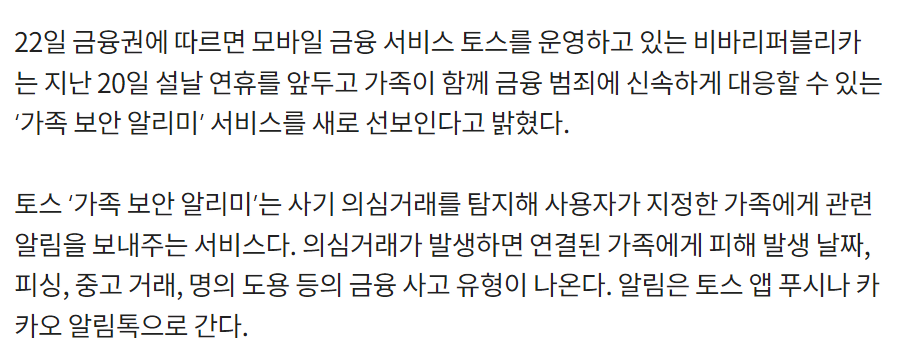 22일 금융권에 따르면 모바일 금융 서비스 토스를 운영하고 있는 비바리퍼블리카
는 지난 20일 설날 연휴를 앞두고 가족이 함께 금융 범죄에 신속하게 대응할 수 있는
‘가족 보안 알리미’ 서비스를 새로 선보인다고 밝혔다.
토스 ‘가족 보안 알리미’는 사기 의심거래를 탐지해 사용자가 지정한 가족에게 관련
알림을 보내주는 서비스다. 의심거래가 발생하면 연결된 가족에게 피해 발생 날짜,
피싱, 중고 거래, 명의 도용 등의 금융 사고 유형이 나온다. 알림은 토스 앱 푸시나 카
카오 알림톡으로 간다.